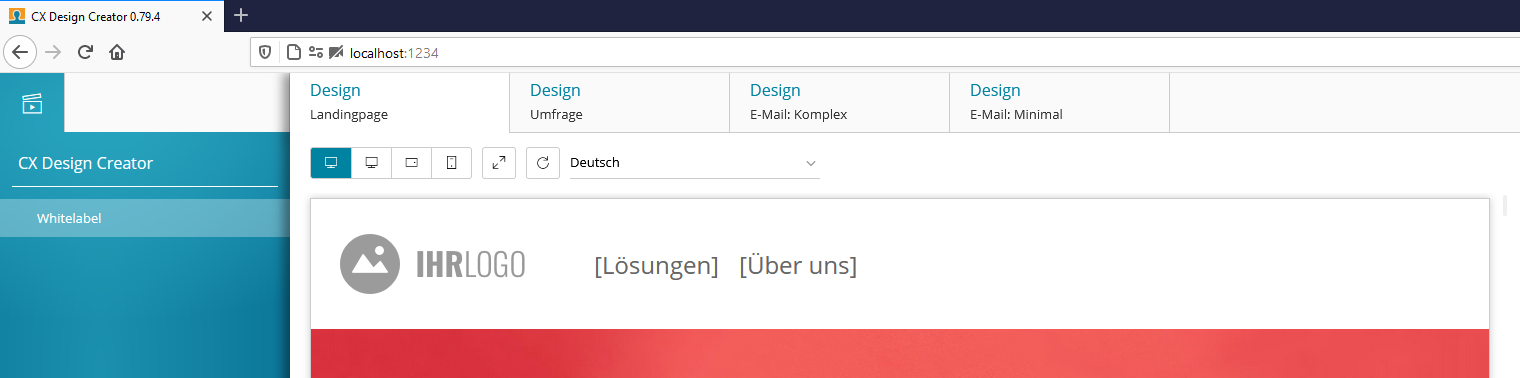 CX Design Creator 0.79.4
localhost:1234
Design
Landingpage
Design
Umfrage
Design
E-Mail: Komplex
Design
E-Mail: Minimal
CX Design Creator
Whitelabel
Deutsch
IHRLOGO
[Lösungen] [Über uns]